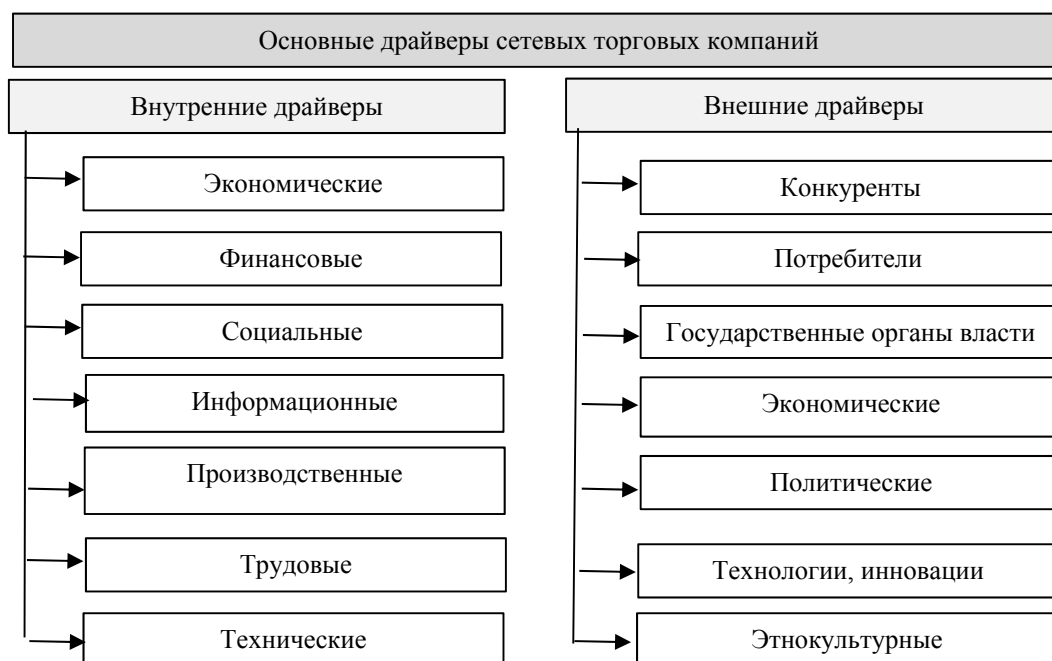 Основные драйверы сетевых торговых компаний
Внутренние драйверы
Экономические
Финансовые
Социальные
Информационные
Производственные
Трудовые
Технические
Внешние драйверы
Конкуренты
Потребители
Государственные органы власти
Экономические
Политические
Технологии, инновации
Этнокультурные